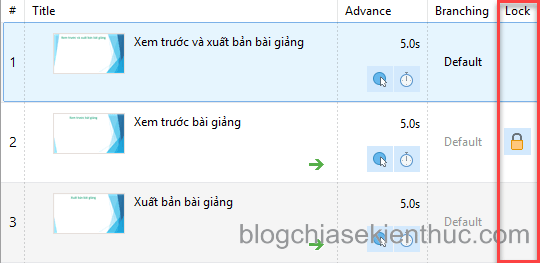 # Title Advance Branching Lock
1 Xem trước và xuất bản bài giảng 5.0s Default
2 Xem trước bài giảng 5.0s Default
3 Xuất bản bài giảng 5.0s Default
blogchiasekienthuc.com